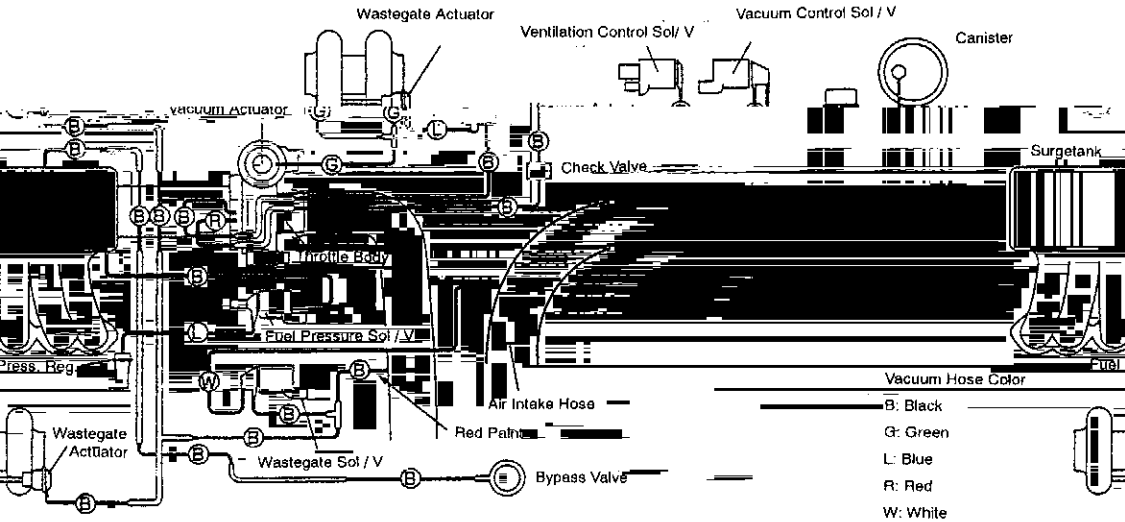 Wastegate Actuator
Vacuum Control Sol / V
Ventilation Control Sol/ V
Canister
Vacuum Actuator
G
G
L
B
B
B
B
G
Check Valve
Surgetank
B
B
B
R
B
Throttle Body
B
L
Fuel Pressure Sol / V
Press. Reg.
Fuel
W
B
Vacuum Hose Color
Air Intake Hose
B: Black
B
Red Paint
G: Green
Wastegate
Actuator
B
Wastegate Sol / V
B
L: Blue
B
Bypass Valve
R: Red
B
W: White